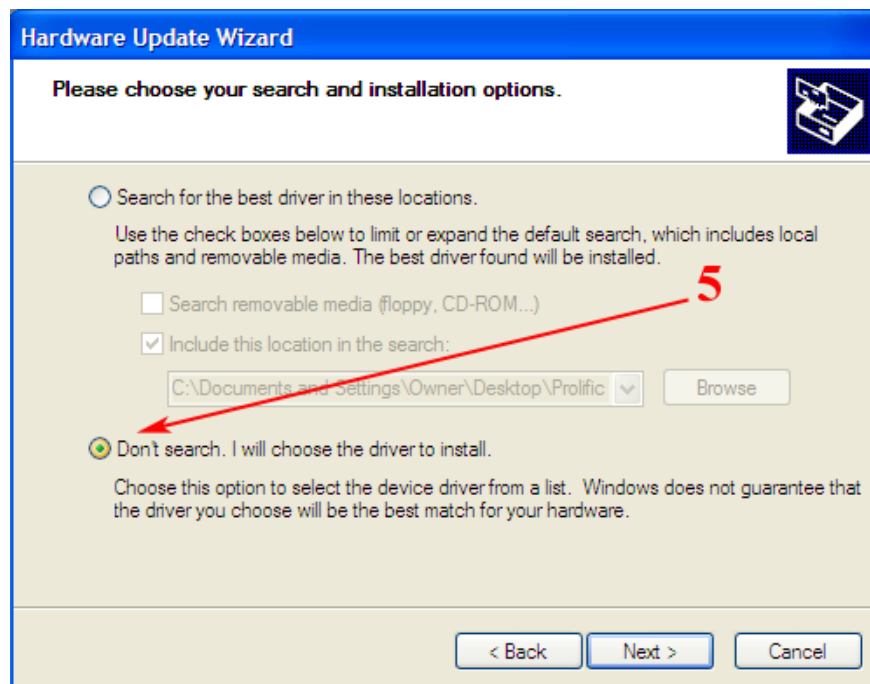 Hardware Update Wizard
Please choose your search and installation options.
Search for the best driver in these locations.
Use the check boxes below to limit or expand the default search, which includes local
paths and removable media. The best driver found will be installed.
5
Search removable media (floppy, CD-ROM...)
Include this location in the search:
C:\Documents and Settings\Owner\Desktop\Prolific
Browse
Don't search. I will choose the driver to install.
Choose this option to select the device driver from a list. Windows does not guarantee that
the driver you choose will be the best match for your hardware.
< Back Next > Cancel